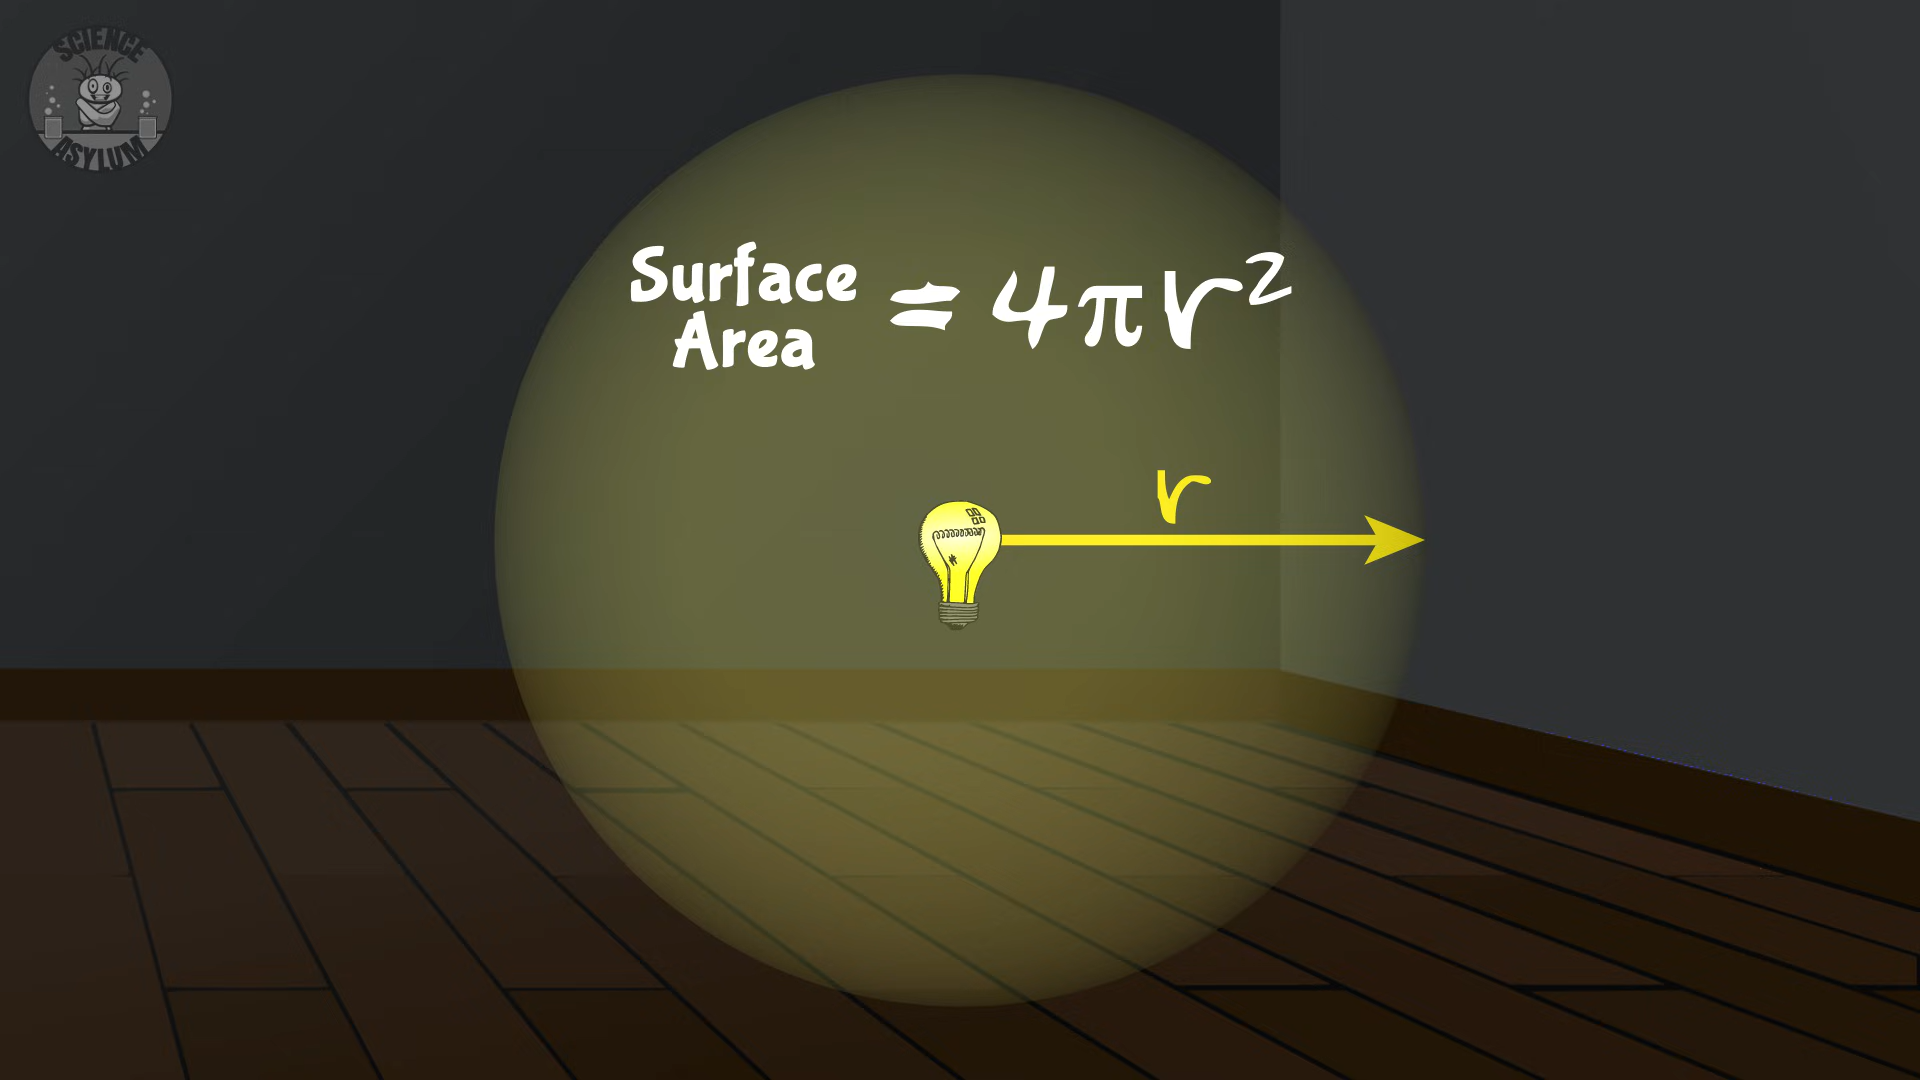 SCIENCE
ASYLUM
Surface
Area
= 4πr²
r